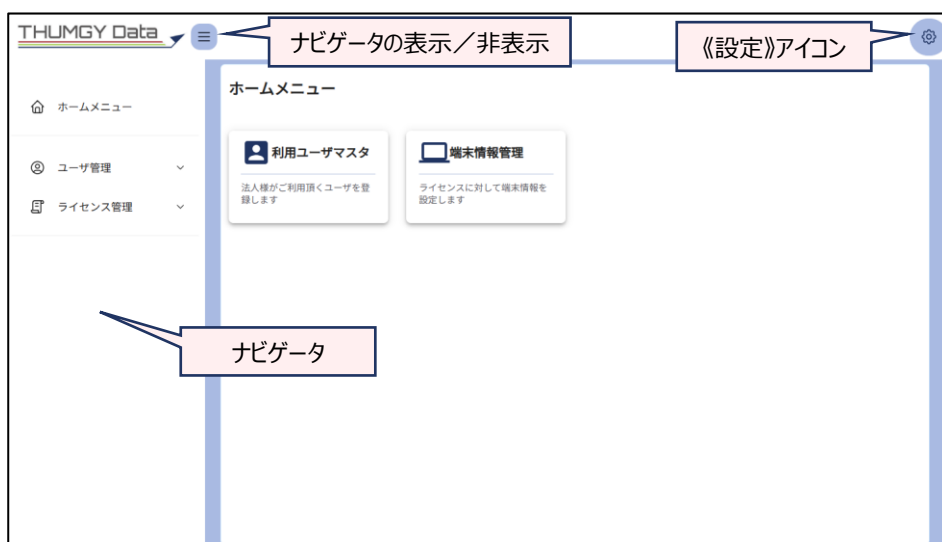 THUMGY Data
ナビゲータの表示／非表示
《設定》アイコン
ホームメニュー
ホームメニュー
利用ユーザマスタ
端末情報管理
ユーザ管理
法人様がご利用頂くユーザを登
録します
ライセンスに対して端末情報を
設定します
ライセンス管理
ナビゲータ